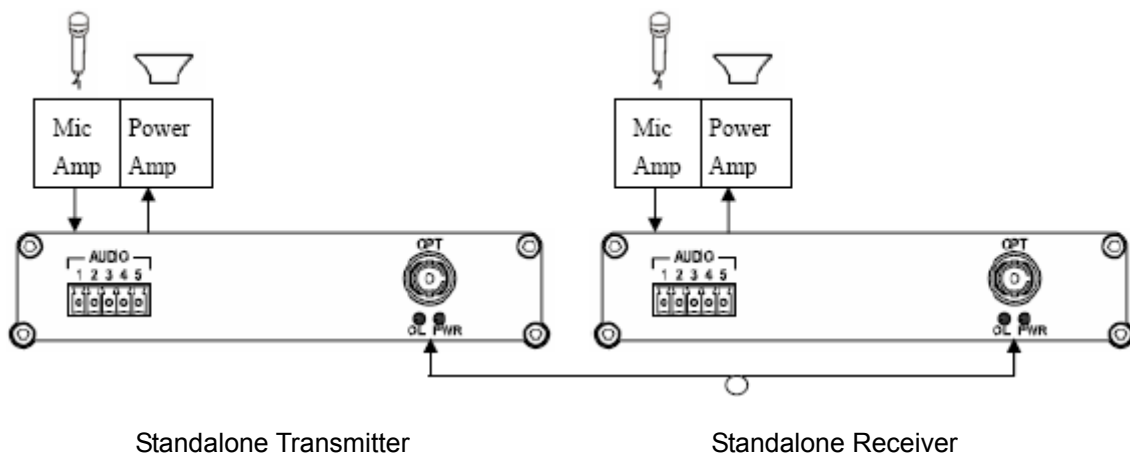 Mic Amp
Power Amp
Mic Amp
Power Amp
AUDIO
1 2 3 4 5
OPT
OL PWR
AUDIO
1 2 3 4 5
OPT
OL PWR
Standalone Transmitter
Standalone Receiver